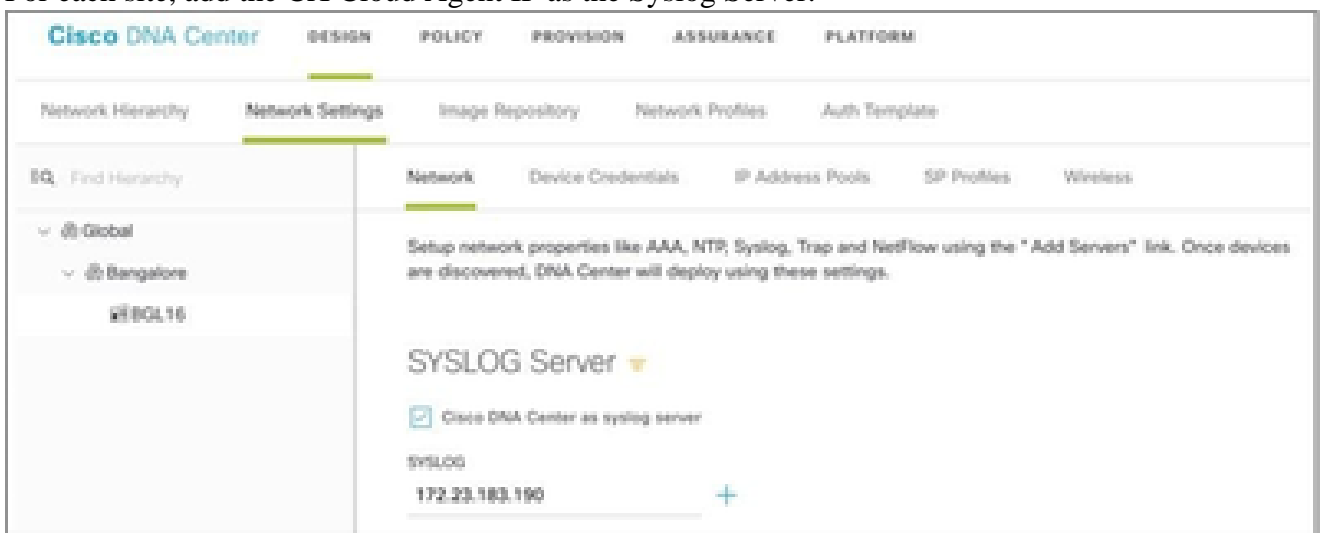 For each site, add the CX Cloud Agent IP as the Syslog Server.
Cisco DNA Center DESIGN POLICY PROVISION ASSURANCE PLATFORM
Network Hierarchy Network Settings Image Repository Network Profiles Auth Template
Find Hierarchy
Network Device Credentials IP Address Pools SP Profiles Wireless
Global
Bangalore
BGL16
Setup network properties like AAA, NTP, Syslog, Trap and NetFlow using the "Add Servers" link. Once devices
are discovered, DNA Center will deploy using these settings.
SYSLOG Server
Cisco DNA Center as syslog server
SYSLOG
172.23.183.190